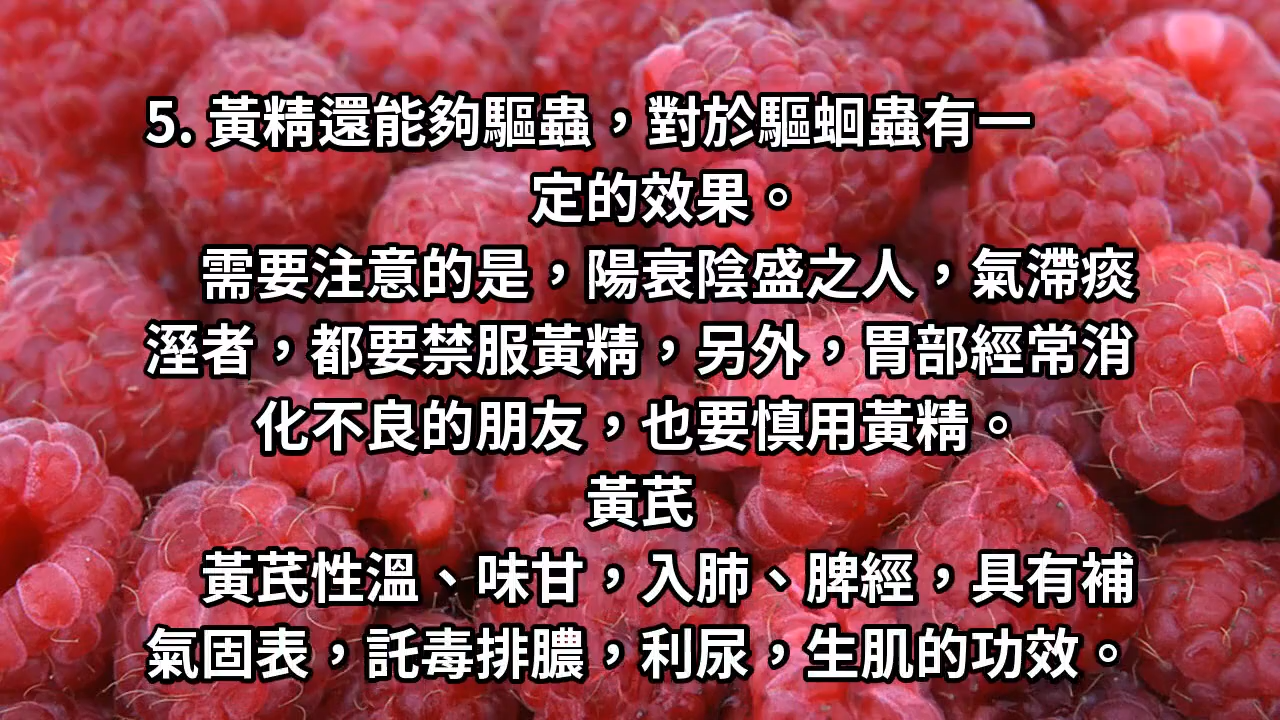 5. 黃精還能夠驅蟲，對於驅蛔蟲有一
定的效果。
需要注意的是，陽衰陰盛之人，氣滯痰
溼者，都要禁服黃精，另外，胃部經常消
化不良的朋友，也要慎用黃精。
黃芪
黃芪性溫、味甘，入肺、脾經，具有補
氣固表，託毒排膿，利尿，生肌的功效。